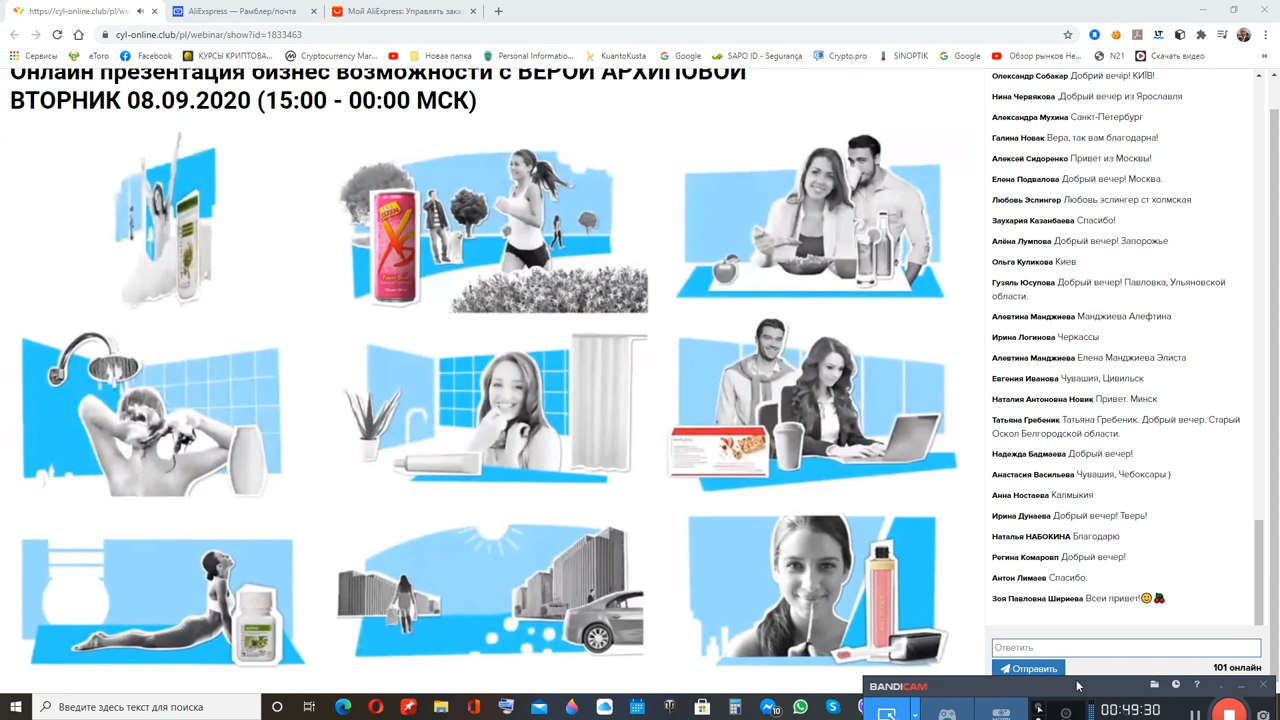 https://cyl-online.club/pl/we
AliExspress — Рамблер/почта
Мой AliExpress: Управлять зака
cyl-online.club/pl/webinar/show?id=1833463
Сервисы
eToro
Facebook
КУРСЫ КРИПТОВА...
Cryptocurrency Mar...
Новая папка
Personal Informatio...
KuantoKusta
Google
SAPO ID - Segurança
Crypto.pro
SINOPTIK
Google
Обзор рынков Не...
N21
Скачать видео
Онлайн презентация бизнес возможности с ВЕРОЙ АРХИПОВОЙ
ВТОРНИК 08.09.2020 (15:00 - 00:00 МСК)
XS
Олександр Собакар Добрий вечір! КИЇВ!
Нина Червякова ,Добрый вечер из Ярославля
Александра Мухина Санкт-Петербург
Галина Новак Вера, так вам благодарна!
Алексей Сидоренко Привет из Москвы!
Елена Подвалова Добрый вечер! Москва.
Любовь Эслингер Любовь эслингер ст холмская
Заухария Казанбаева Спасибо!
Алёна Лумпова Добрый вечер! Запорожье
Ольга Куликова Киев
Гузяль Юсупова Добрый вечер! Павловка, Ульяновской
области.
Алевтина Манджиева Манджиева Алефтина
Ирина Логинова Черкассы
Алевтина Манджиева Елена Манджиева Элиста
Евгения Иванова Чувашия, Цивильск
Наталия Антоновна Новик Привет. Минск
Татьяна Гребеник Татьяна Гребеник. Добрый вечер. Старый
Оскол Белгородской области.
Надежда Бадмаева Добрый вечер!
Анастасия Васильева Чувашия, Чебоксары )
Анна Ностаева Калмыкия
Ирина Дунаева Добрый вечер! Тверь!
Наталья НАБОКИНА Благодарю
Регина Комаровп Добрый вечер!
Антон Лимаев Спасибо.
Зоя Павловна Шириева Всеи привет!
Ответить
Отправить
101 онлайн
BANDICAM
00:49:30
Введите здесь текст для поиска
10